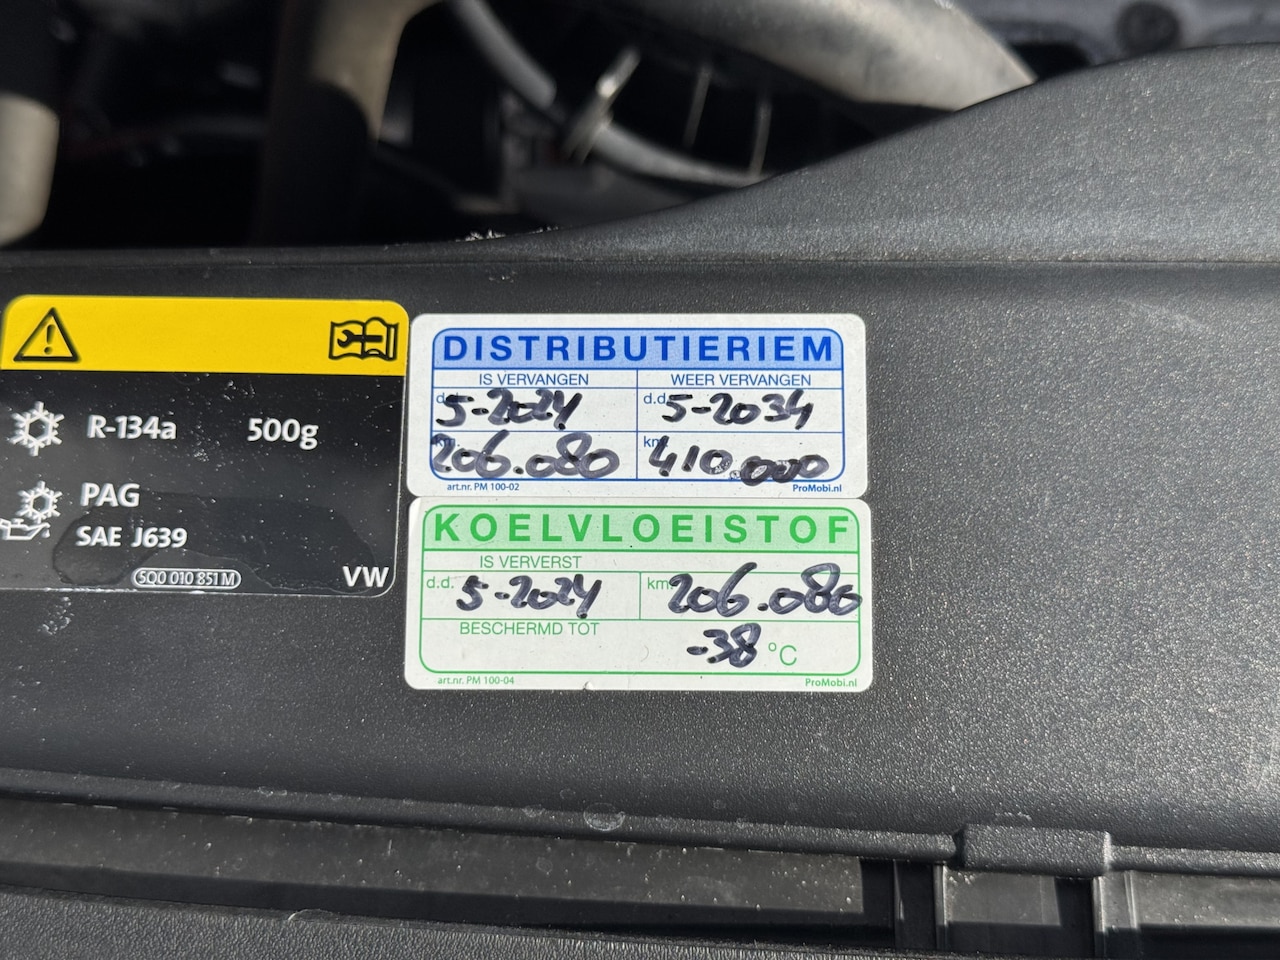 R-134a 500g
PAG
SAE J639
5Q0 010 851 M
VW
DISTRIBUTIERIEM
IS VERVANGEN WEER VERVANGEN
d.d. 5-2024 d.d. 5-2034
km. 206.080 km. 410.000
art.nr. PM 100-02 ProMobi.nl
KOELVLOEISTOF
IS VERVERST
d.d. 5-2024 km. 206.080
BESCHERMD TOT
-38 °C
art.nr. PM 100-04 ProMobi.nl